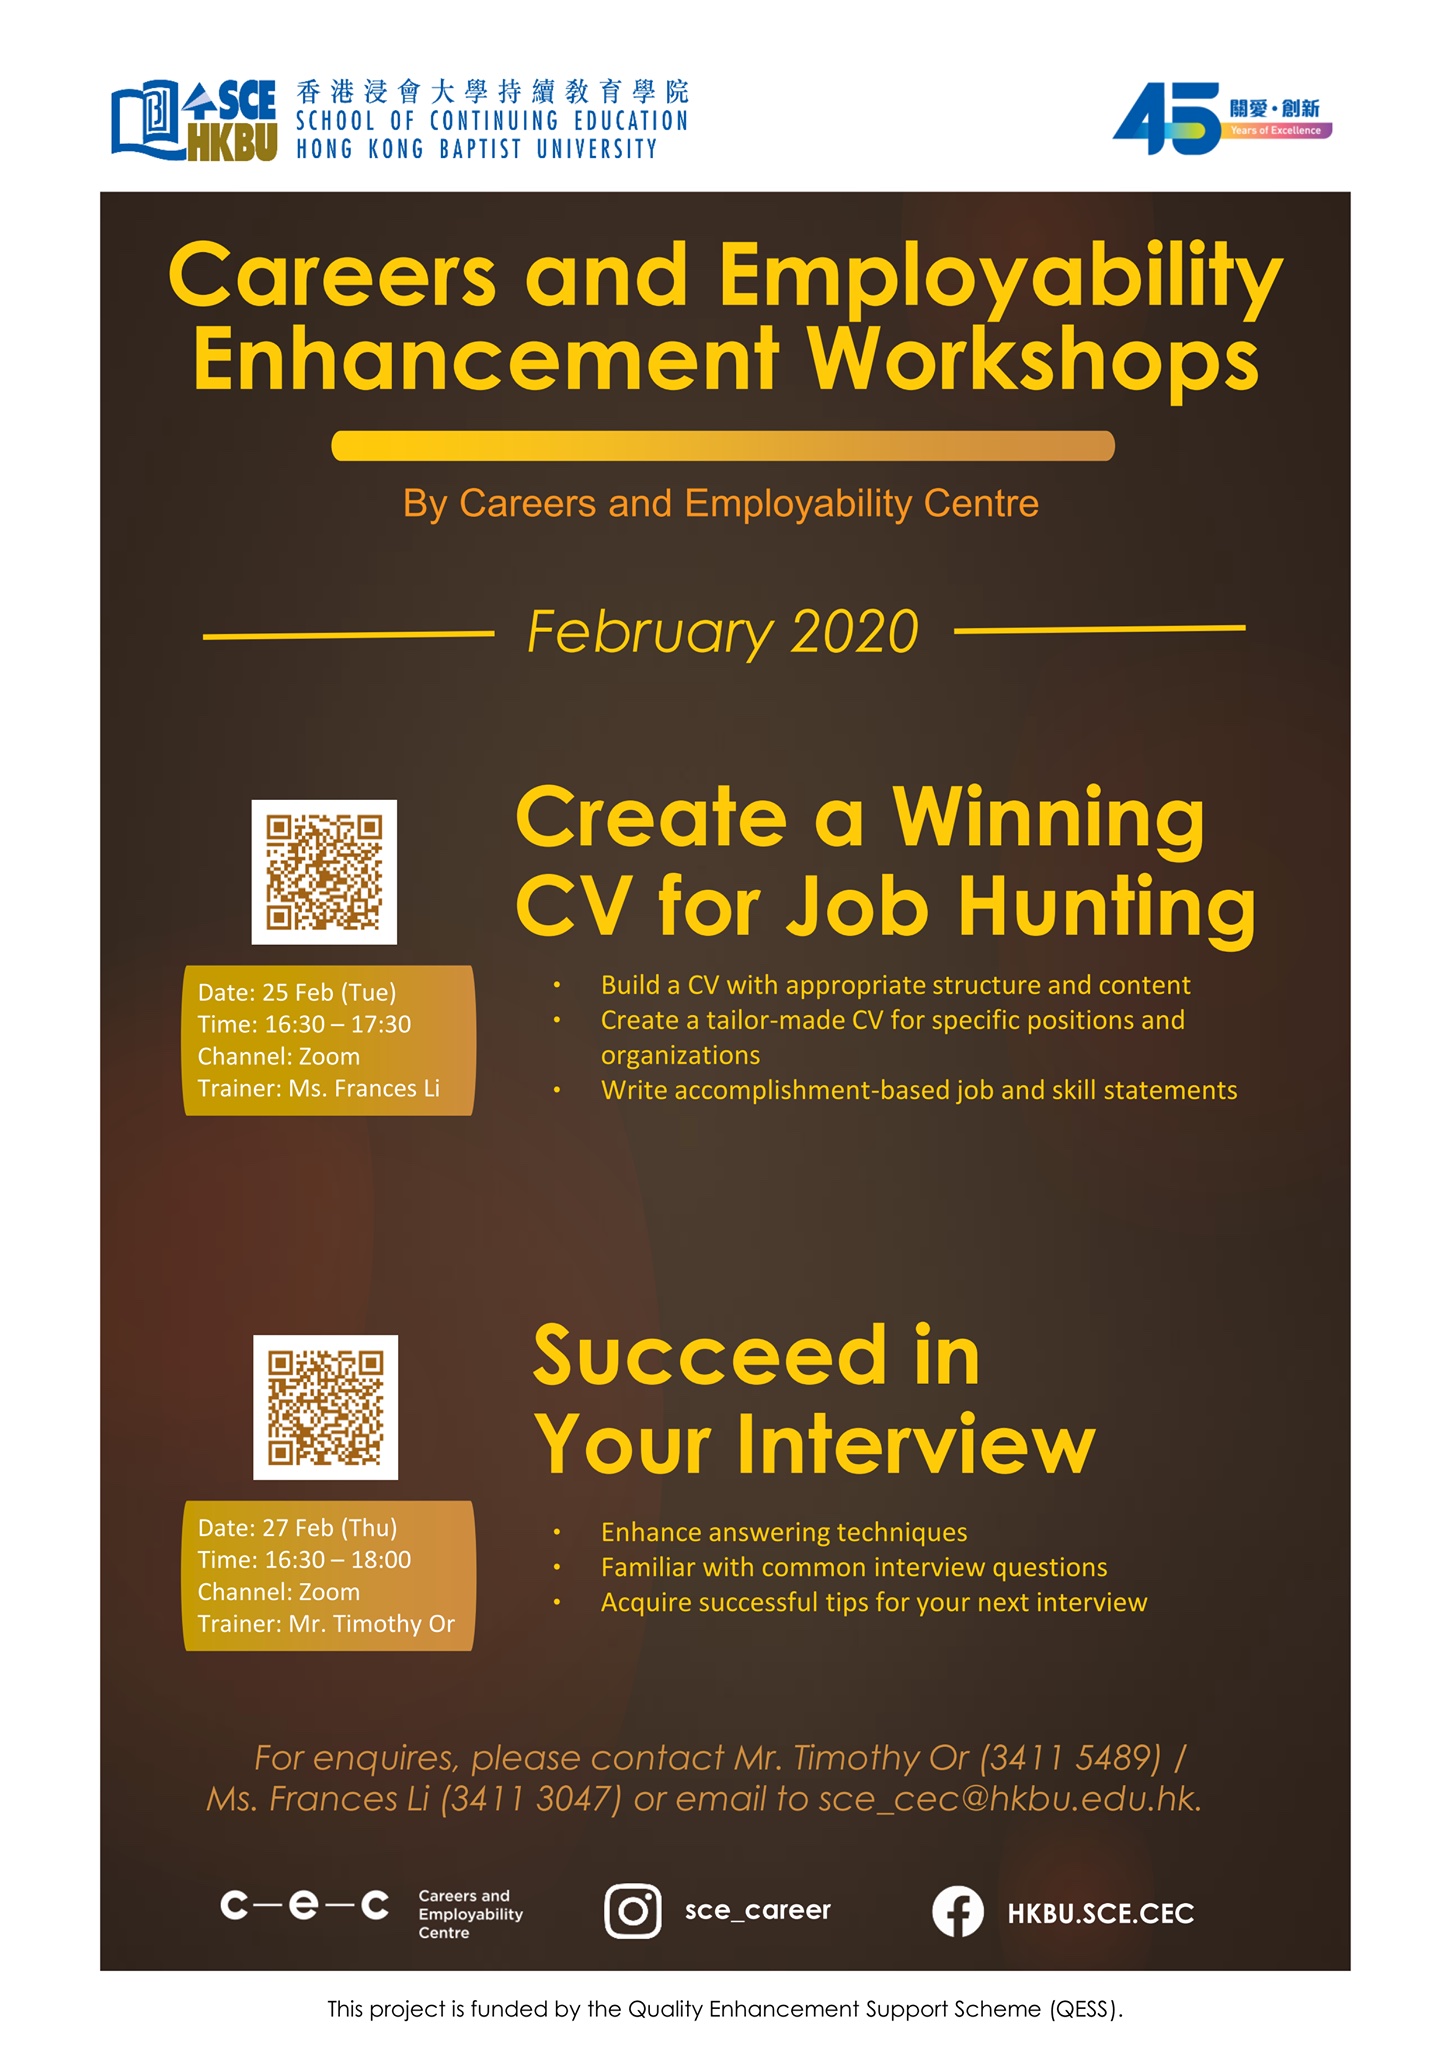 SCE
HKBU
香港浸會大學持續教育學院
SCHOOL OF CONTINUING EDUCATION
HONG KONG BAPTIST UNIVERSITY
45
關愛·創新
Years of Excellence
Careers and Employability
Enhancement Workshops
By Careers and Employability Centre
February 2020
Create a Winning
CV for Job Hunting
Date: 25 Feb (Tue)
Time: 16:30 – 17:30
Channel: Zoom
Trainer: Ms. Frances Li
• Build a CV with appropriate structure and content
• Create a tailor-made CV for specific positions and
organizations
• Write accomplishment-based job and skill statements
Succeed in
Your Interview
Date: 27 Feb (Thu)
Time: 16:30 – 18:00
Channel: Zoom
Trainer: Mr. Timothy Or
• Enhance answering techniques
• Familiar with common interview questions
• Acquire successful tips for your next interview
For enquires, please contact Mr. Timothy Or (3411 5489) /
Ms. Frances Li (3411 3047) or email to sce_cec@hkbu.edu.hk.
c—e—c
Careers and
Employability
Centre
sce_career
HKBU.SCE.CEC
This project is funded by the Quality Enhancement Support Scheme (QESS).